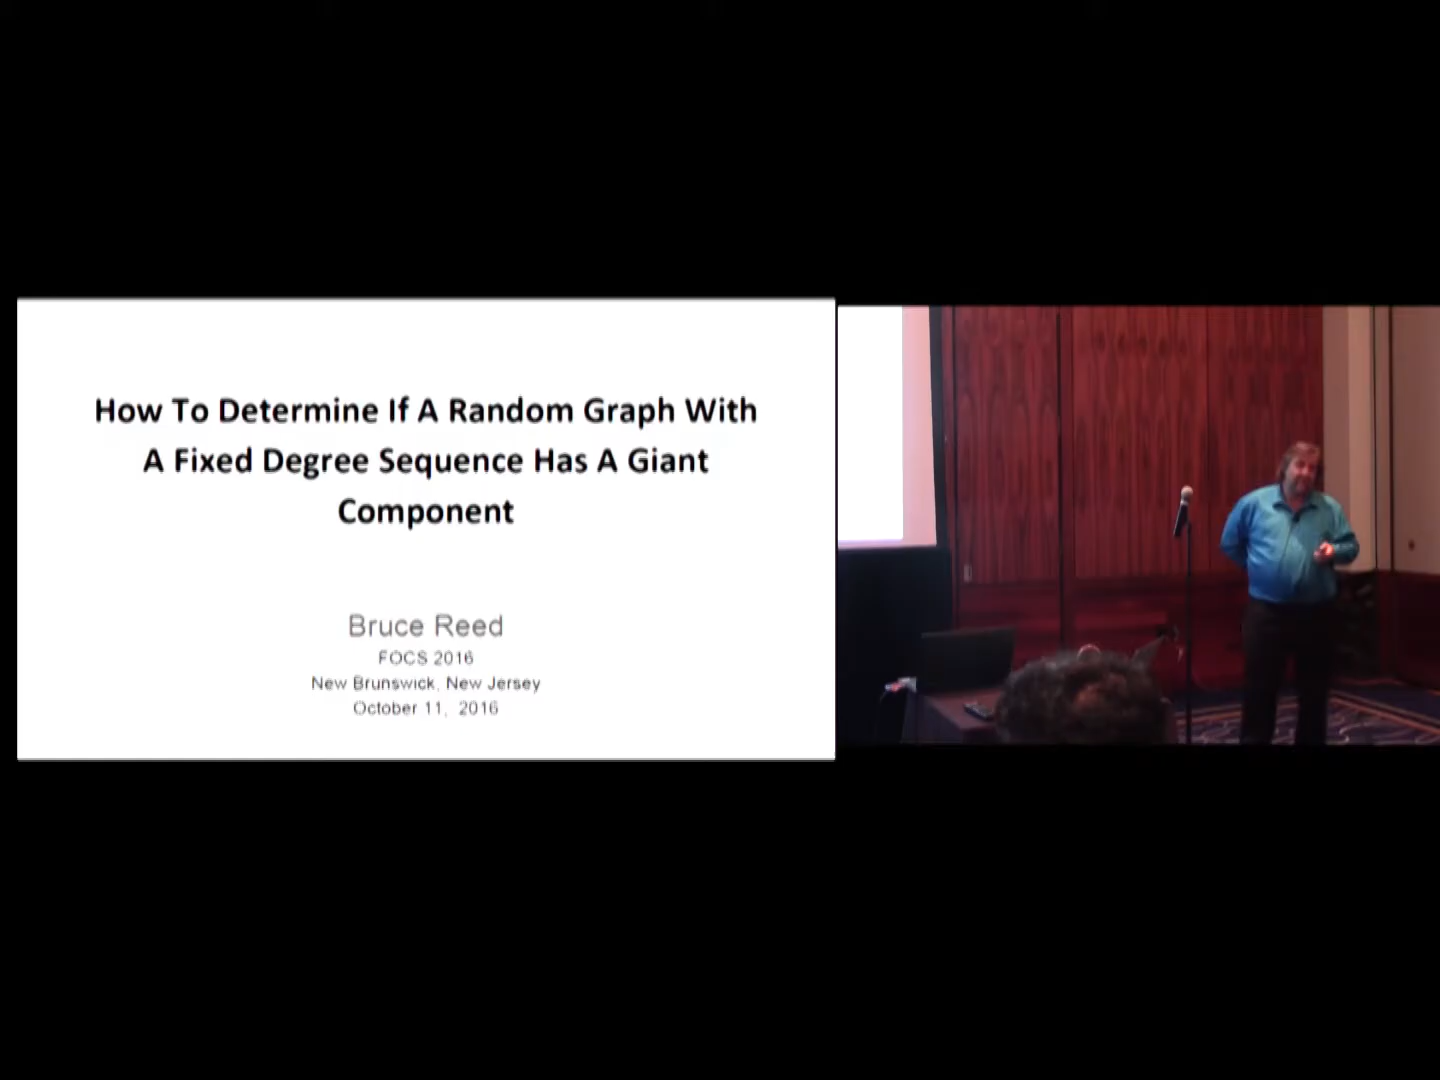 How To Determine If A Random Graph With
A Fixed Degree Sequence Has A Giant
Component
Bruce Reed
FOCS 2016
New Brunswick, New Jersey
October 11, 2016